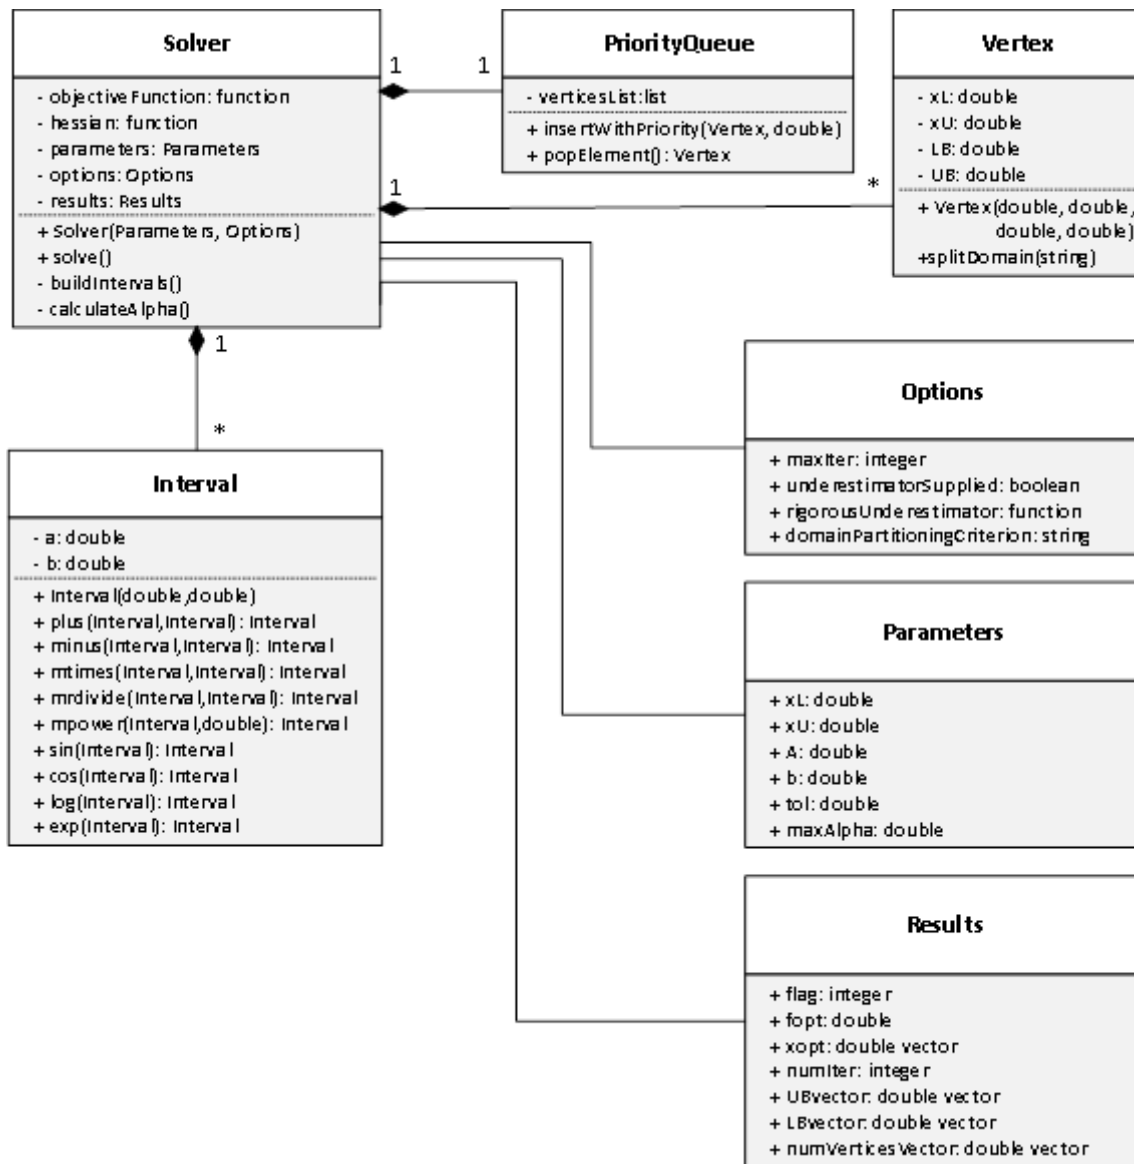 Solver
- objectiveFunction: function
- hessian: function
- parameters: Parameters
- options: Options
- results: Results
+ Solver(Parameters, Options)
+ solve()
- buildIntervals()
- calculateAlpha()
1
1
PriorityQueue
- verticesList:list
+ insertWithPriority(Vertex, double)
+ popElement(): Vertex
1
*
Vertex
- xL: double
- xU: double
- LB: double
- UB: double
+ Vertex(double, double,
double, double)
+splitDomain(string)
1
*
Interval
- a: double
- b: double
+ Interval(double,double)
+ plus(Interval,Interval): Interval
+ minus(Interval,Interval): Interval
+ mtimes(Interval,Interval): Interval
+ mrdivide(Interval,Interval): Interval
+ mpower(Interval,double): Interval
+ sin(Interval): Interval
+ cos(Interval): Interval
+ log(Interval): Interval
+ exp(Interval): Interval
Options
+ maxIter: integer
+ underestimatorSupplied: boolean
+ rigorousUnderestimator: function
+ domainPartitioningCriterion: string
Parameters
+ xL: double
+ xU: double
+ A: double
+ b: double
+ tol: double
+ maxAlpha: double
Results
+ flag: integer
+ fopt: double
+ xopt: double vector
+ numIter: integer
+ UBvector: double vector
+ LBvector: double vector
+ numVerticesVector: double vector